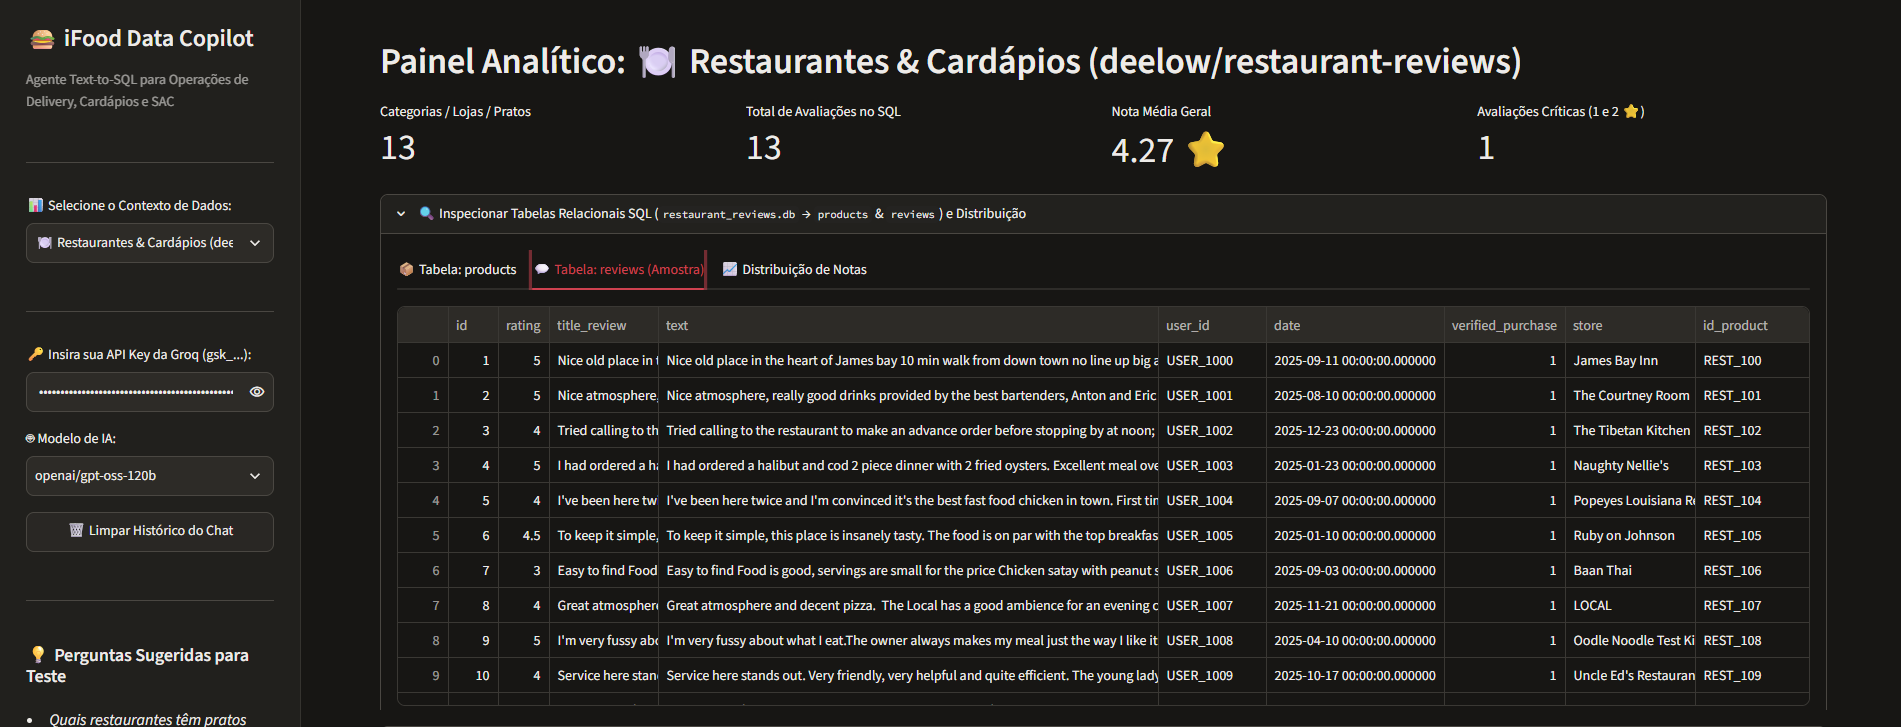 iFood Data Copilot
Agente Text-to-SQL para Operações de
Delivery, Cardápios e SAC
Selecione o Contexto de Dados:
Restaurantes & Cardápios (dee
Insira sua API Key da Groq (gsk_...):
••••••••••••••••••••••••••••••••••••••••••••••••••••••••
Modelo de IA:
openai/gpt-oss-120b
Limpar Histórico do Chat
Perguntas Sugeridas para
Teste
• Quais restaurantes têm pratos
Painel Analítico: Restaurantes & Cardápios (deelow/restaurant-reviews)
Categorias / Lojas / Pratos Total de Avaliações no SQL Nota Média Geral Avaliações Críticas (1 e 2 ⭐)
13 13 4.27 ⭐ 1
Inspecionar Tabelas Relacionais SQL ( restaurant_reviews.db → products & reviews ) e Distribuição
Tabela: products Tabela: reviews (Amostra) Distribuição de Notas
id rating title_review text user_id date verified_purchase store id_product
0 1 5 Nice old place in t Nice old place in the heart of James bay 10 min walk from down town no line up big a USER_1000 2025-09-11 00:00:00.000000 1 James Bay Inn REST_100
1 2 5 Nice atmosphere, Nice atmosphere, really good drinks provided by the best bartenders, Anton and Eric USER_1001 2025-08-10 00:00:00.000000 1 The Courtney Room REST_101
2 3 4 Tried calling to th Tried calling to the restaurant to make an advance order before stopping by at noon; USER_1002 2025-12-23 00:00:00.000000 1 The Tibetan Kitchen REST_102
3 4 5 I had ordered a ha I had ordered a halibut and cod 2 piece dinner with 2 fried oysters. Excellent meal ove USER_1003 2025-01-23 00:00:00.000000 1 Naughty Nellie's REST_103
4 5 4 I've been here tw I've been here twice and I'm convinced it's the best fast food chicken in town. First tin USER_1004 2025-09-07 00:00:00.000000 1 Popeyes Louisiana Re REST_104
5 6 4.5 To keep it simple, To keep it simple, this place is insanely tasty. The food is on par with the top breakfas USER_1005 2025-01-10 00:00:00.000000 1 Ruby on Johnson REST_105
6 7 3 Easy to find Food Easy to find Food is good, servings are small for the price Chicken satay with peanut s USER_1006 2025-09-03 00:00:00.000000 1 Baan Thai REST_106
7 8 4 Great atmosphere Great atmosphere and decent pizza. The Local has a good ambience for an evening o USER_1007 2025-11-21 00:00:00.000000 1 LOCAL REST_107
8 9 5 I'm very fussy abo I'm very fussy about what I eat.The owner always makes my meal just the way I like it USER_1008 2025-04-10 00:00:00.000000 1 Oodle Noodle Test Ki REST_108
9 10 4 Service here stan Service here stands out. Very friendly, very helpful and quite efficient. The young lady USER_1009 2025-10-17 00:00:00.000000 1 Uncle Ed's Restauran REST_109